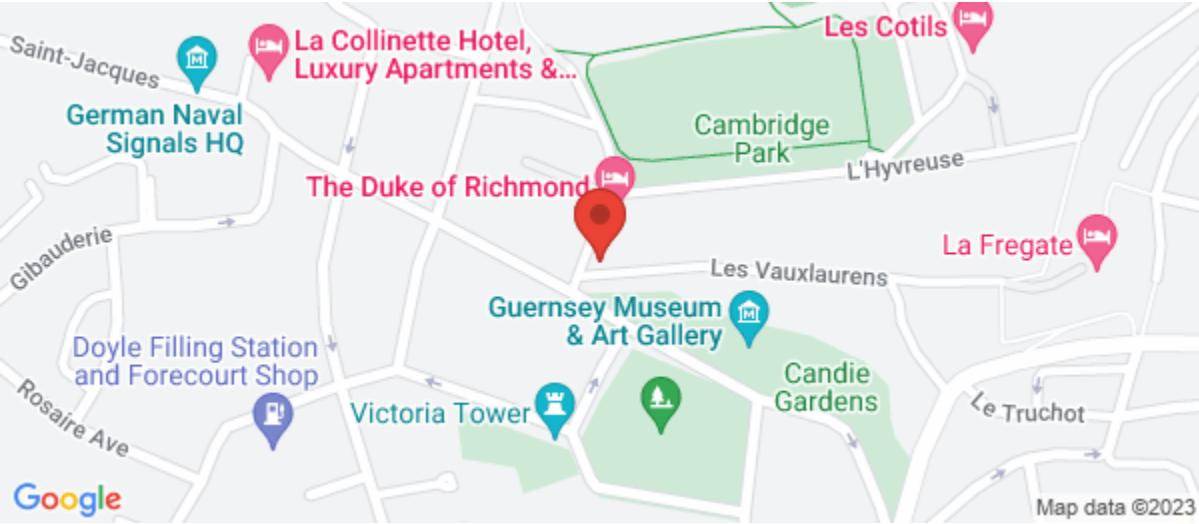 Saint-Jacques
La Collinette Hotel,
Luxury Apartments &...
Les Cotils
German Naval
Signals HQ
Cambridge
Park
L'Hyvreuse
The Duke of Richmond
Gibauderie
La Fregate
Les Vauxlaurens
Guernsey Museum
& Art Gallery
Doyle Filling Station
and Forecourt Shop
Candie
Gardens
Rosaire Ave
Victoria Tower
Le Truchot
Google
Map data ©2023